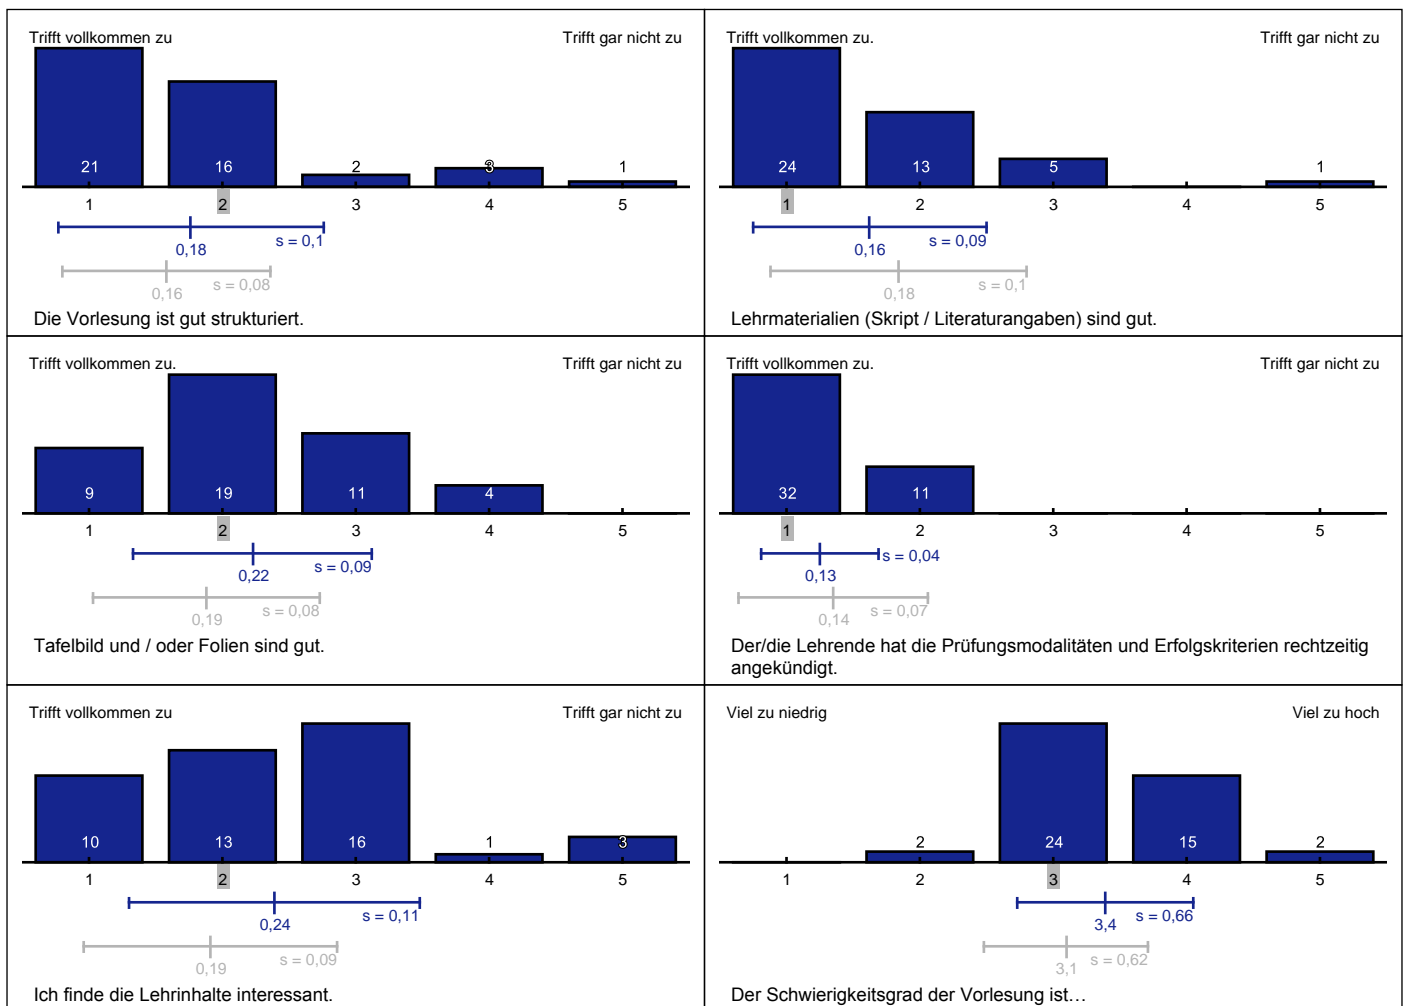 Trifft vollkommen zu Trifft gar nicht zu
21 16 2 3 1
1 2 3 4 5
0,18 s = 0,1
0,16 s = 0,08
Die Vorlesung ist gut strukturiert.
Trifft vollkommen zu. Trifft gar nicht zu
24 13 5 1
1 2 3 4 5
0,16 s = 0,09
0,18 s = 0,1
Lehrmaterialien (Skript / Literaturangaben) sind gut.
Trifft vollkommen zu. Trifft gar nicht zu
9 19 11 4
1 2 3 4 5
0,22 s = 0,09
0,19 s = 0,08
Tafelbild und / oder Folien sind gut.
Trifft vollkommen zu. Trifft gar nicht zu
32 11
1 2 3 4 5
0,13 s = 0,04
0,14 s = 0,07
Der/die Lehrende hat die Prüfungsmodalitäten und Erfolgskriterien rechtzeitig
angekündigt.
Trifft vollkommen zu Trifft gar nicht zu
10 13 16 1 3
1 2 3 4 5
0,24 s = 0,11
0,19 s = 0,09
Ich finde die Lehrinhalte interessant.
Viel zu niedrig Viel zu hoch
2 24 15 2
1 2 3 4 5
3,4 s = 0,66
3,1 s = 0,62
Der Schwierigkeitsgrad der Vorlesung ist…